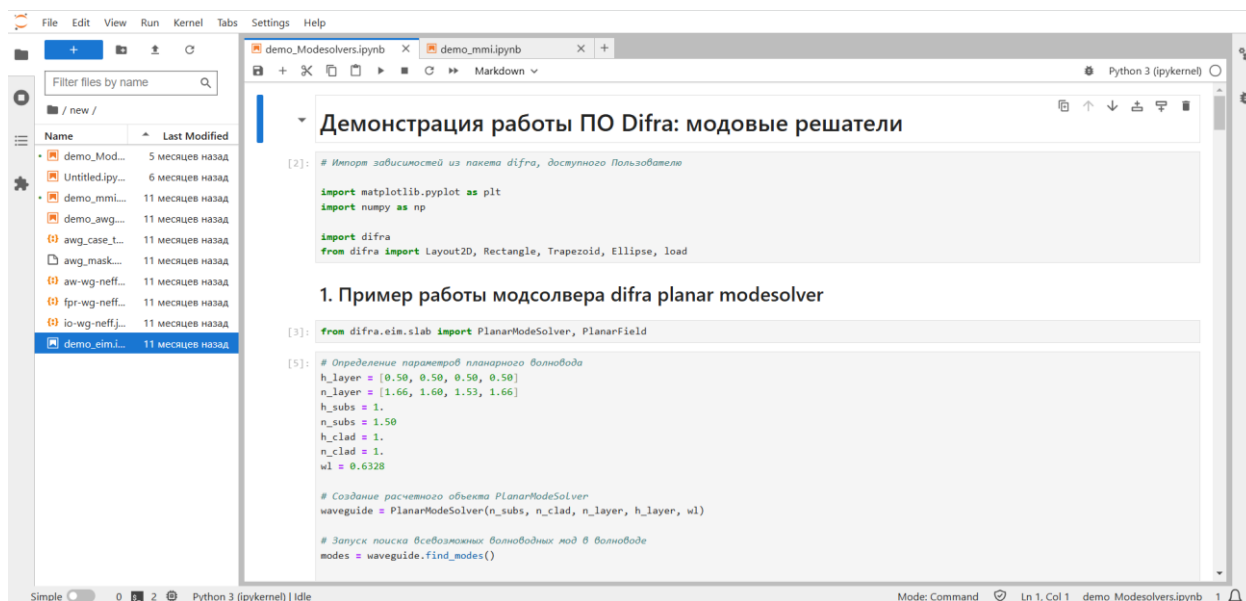 File Edit View Run Kernel Tabs Settings Help
demo_Modesolvers.ipynb
demo_mmi.ipynb
Filter files by name
Markdown
Python 3 (ipykernel)
/ new /
Name Last Modified
demo_Mod... 5 месяцев назад
Untitled.ipy... 6 месяцев назад
demo_mmi.... 11 месяцев назад
demo_awg.... 11 месяцев назад
awg_case_t... 11 месяцев назад
awg_mask.... 11 месяцев назад
aw-wg-neff... 11 месяцев назад
fpr-wg-neff... 11 месяцев назад
io-wg-neff.j... 11 месяцев назад
demo_eim.i... 11 месяцев назад
Демонстрация работы ПО Difra: модовые решатели
[2]: # Импорт зависимостей из пакета difra, доступного Пользователю
import matplotlib.pyplot as plt
import numpy as np
import difra
from difra import Layout2D, Rectangle, Trapezoid, Ellipse, load
1. Пример работы модсолвера difra planar modesolver
[3]: from difra.eim.slab import PlanarModeSolver, PlanarField
[5]: # Определение параметров планарного волновода
h_layer = [0.50, 0.50, 0.50, 0.50]
n_layer = [1.66, 1.60, 1.53, 1.66]
h_subs = 1.
n_subs = 1.50
h_clad = 1.
n_clad = 1.
wl = 0.6328
# Создание расчетного объекта PlanarModeSolver
waveguide = PlanarModeSolver(n_subs, n_clad, n_layer, h_layer, wl)
# Запуск поиска всевозможных волноводных мод в волноводе
modes = waveguide.find_modes()
Simple 0 2 Python 3 (ipykernel) | Idle Mode: Command Ln 1, Col 1 demo_Modesolvers.ipynb 1